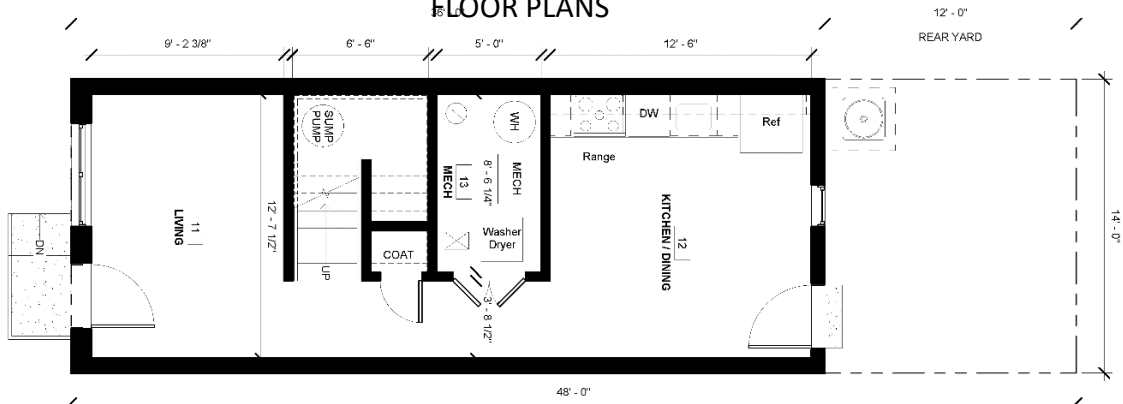 FLOOR PLANS
36' - 0"
12' - 0"
REAR YARD
9' - 2 3/8"
6' - 6"
5' - 0"
12' - 6"
SUMP
PUMP
WH
DW
Ref
Range
MECH
8' - 6 1/4"
13
MECH
11
LIVING
12' - 7 1/2"
12
KITCHEN / DINING
14' - 0"
Washer
Dryer
DN
UP
COAT
3' - 8 1/2"
48' - 0"